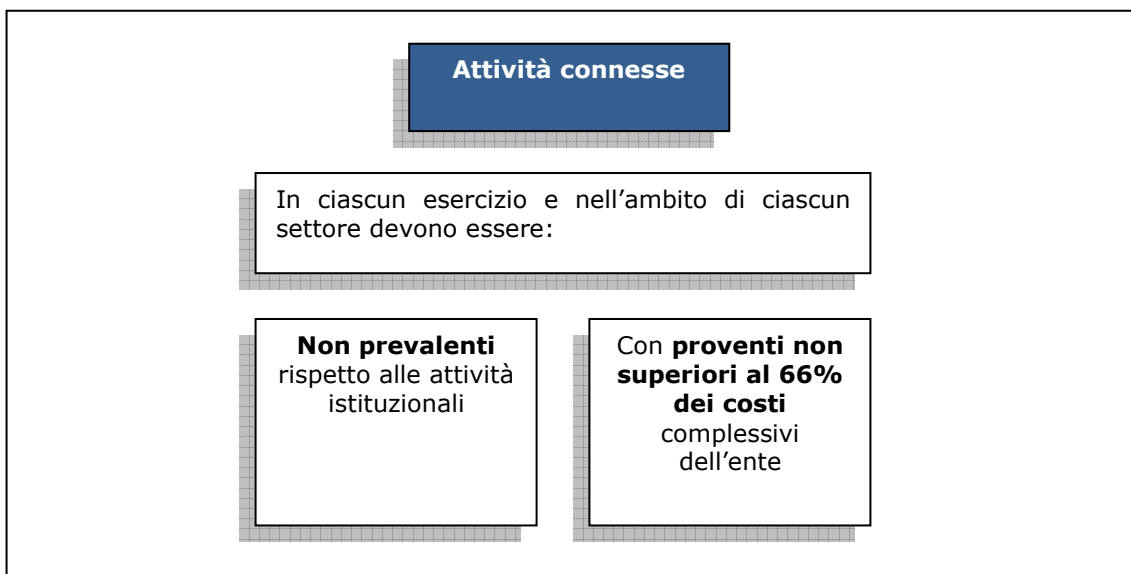 Attività connesse
In ciascun esercizio e nell’ambito di ciascun
settore devono essere:
Non prevalenti
rispetto alle attività
istituzionali
Con proventi non
superiori al 66%
dei costi
complessivi
dell’ente